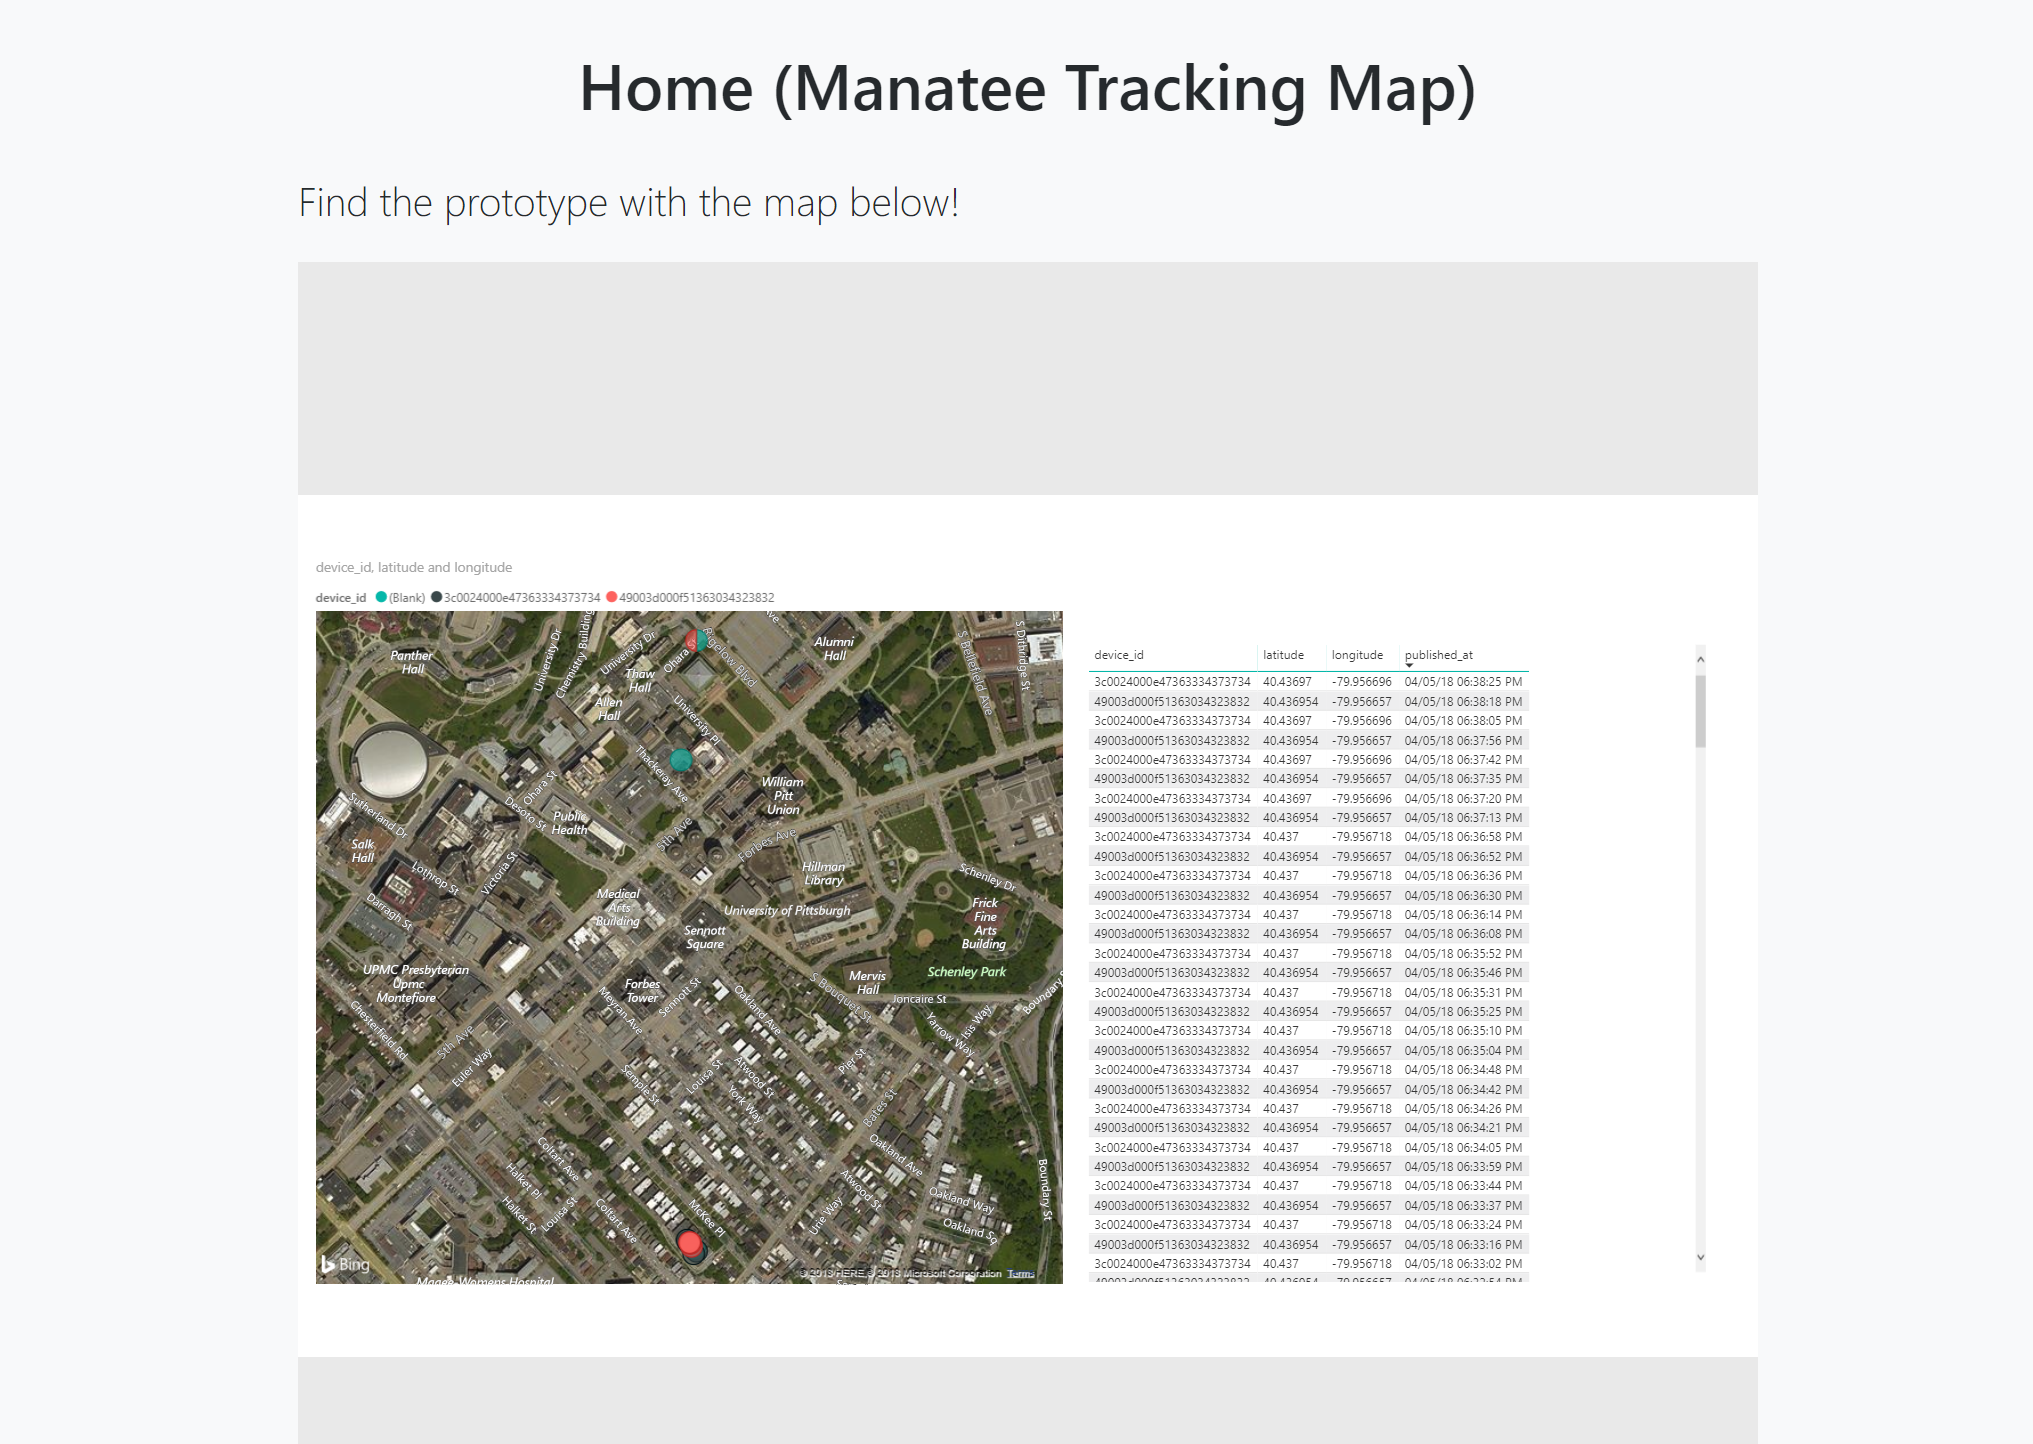 Home (Manatee Tracking Map)
Find the prototype with the map below!
device_id, latitude and longitude
device_id (Blank) 3c0024000e47363334373734 49003d000f51363034323832
Panther
Hall
University Dr
Chemistry Building
University Dr
Ohara St
Bigelow Blvd
Ave.
Alumni
Hall
S Bellefield Ave
S Dithridge St
Thaw
Hall
Allen
Hall
University Pl
Thackeray Ave
William
Pitt
Union
Ohara St
Desoto St
Public
Health
Sutherland Dr
5th Ave
Forbes Ave
Salk
Hall
Lothrop St
Victoria St
Hillman
Library
Schenley Dr
Darragh St
Medical
Arts
Building
University of Pittsburgh
Frick
Fine
Arts
Building
Sennott
Square
UPMC Presbyterian
Upmc
Montefiore
Forbes
Tower
Mervis
Hall
Schenley Park
Meyran Ave
Sennott St
Oakland Ave
S Bouquet St
Joncaire St
Boundary S
Chesterfield Rd
5th Ave
Euler Way
Yarrow Way
Isis Way
Semple St
Louisa St
Atwood St
York Way
Pier St
Bates St
Coltart Ave
Halket Pl
Halket St
Louisa St
Coltart Ave
McKee Pl
Oakland Ave
Atwood St
Urie Way
Oakland Way
Oakland Sq
Boundary St
Bing
Magee-Womens Hospital
© 2018 HERE © 2018 Microsoft Corporation Terms
device_id latitude longitude published_at
3c0024000e47363334373734 40.43697 -79.956696 04/05/18 06:38:25 PM
49003d000f51363034323832 40.436954 -79.956657 04/05/18 06:38:18 PM
3c0024000e47363334373734 40.43697 -79.956696 04/05/18 06:38:05 PM
49003d000f51363034323832 40.436954 -79.956657 04/05/18 06:37:56 PM
3c0024000e47363334373734 40.43697 -79.956696 04/05/18 06:37:42 PM
49003d000f51363034323832 40.436954 -79.956657 04/05/18 06:37:35 PM
3c0024000e47363334373734 40.43697 -79.956696 04/05/18 06:37:20 PM
49003d000f51363034323832 40.436954 -79.956657 04/05/18 06:37:13 PM
3c0024000e47363334373734 40.437 -79.956718 04/05/18 06:36:58 PM
49003d000f51363034323832 40.436954 -79.956657 04/05/18 06:36:52 PM
3c0024000e47363334373734 40.437 -79.956718 04/05/18 06:36:36 PM
49003d000f51363034323832 40.436954 -79.956657 04/05/18 06:36:30 PM
3c0024000e47363334373734 40.437 -79.956718 04/05/18 06:36:14 PM
49003d000f51363034323832 40.436954 -79.956657 04/05/18 06:36:08 PM
3c0024000e47363334373734 40.437 -79.956718 04/05/18 06:35:52 PM
49003d000f51363034323832 40.436954 -79.956657 04/05/18 06:35:46 PM
3c0024000e47363334373734 40.437 -79.956718 04/05/18 06:35:31 PM
49003d000f51363034323832 40.436954 -79.956657 04/05/18 06:35:25 PM
3c0024000e47363334373734 40.437 -79.956718 04/05/18 06:35:10 PM
49003d000f51363034323832 40.436954 -79.956657 04/05/18 06:35:04 PM
3c0024000e47363334373734 40.437 -79.956718 04/05/18 06:34:48 PM
49003d000f51363034323832 40.436954 -79.956657 04/05/18 06:34:42 PM
3c0024000e47363334373734 40.437 -79.956718 04/05/18 06:34:26 PM
49003d000f51363034323832 40.436954 -79.956657 04/05/18 06:34:21 PM
3c0024000e47363334373734 40.437 -79.956718 04/05/18 06:34:05 PM
49003d000f51363034323832 40.436954 -79.956657 04/05/18 06:33:59 PM
3c0024000e47363334373734 40.437 -79.956718 04/05/18 06:33:44 PM
49003d000f51363034323832 40.436954 -79.956657 04/05/18 06:33:37 PM
3c0024000e47363334373734 40.437 -79.956718 04/05/18 06:33:24 PM
49003d000f51363034323832 40.436954 -79.956657 04/05/18 06:33:16 PM
3c0024000e47363334373734 40.437 -79.956718 04/05/18 06:33:02 PM